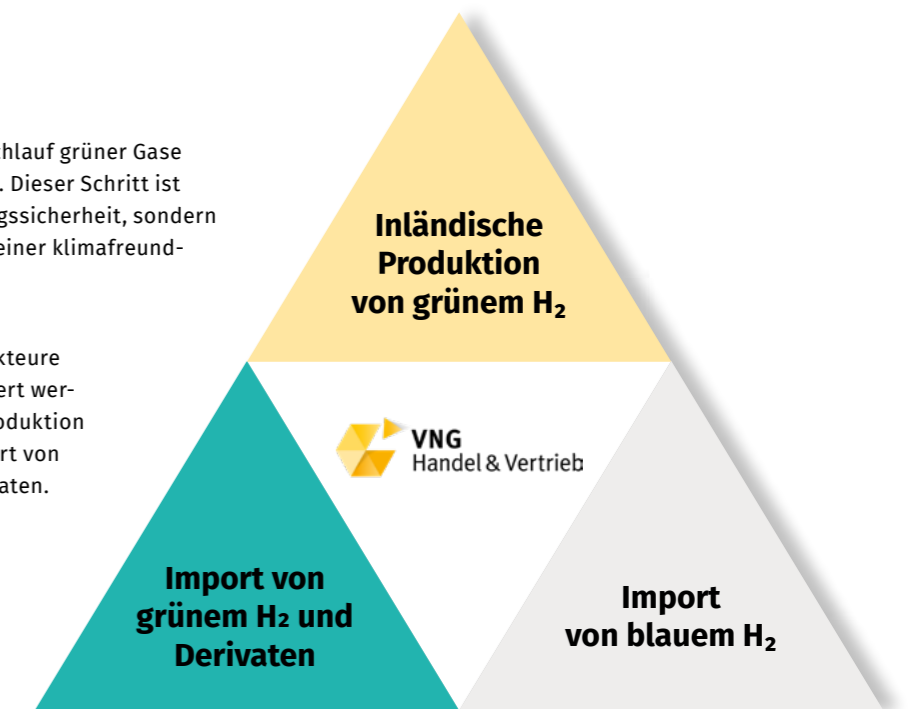 chlauf grüner Gase
. Dieser Schritt ist
gssicherheit, sondern
einer klimafreund-
kteure
ert wer-
oduktion
rt von
aten.
Inländische
Produktion
von grünem H₂
VNG
Handel & Vertrieb
Import von
grünem H₂ und
Derivaten
Import
von blauem H₂